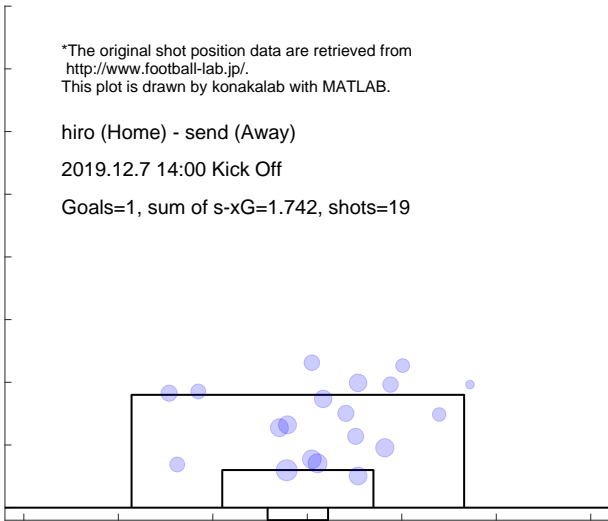 *The original shot position data are retrieved from
http://www.football-lab.jp/.
This plot is drawn by konakalab with MATLAB.
hiro (Home) - send (Away)
2019.12.7 14:00 Kick Off
Goals=1, sum of s-xG=1.742, shots=19